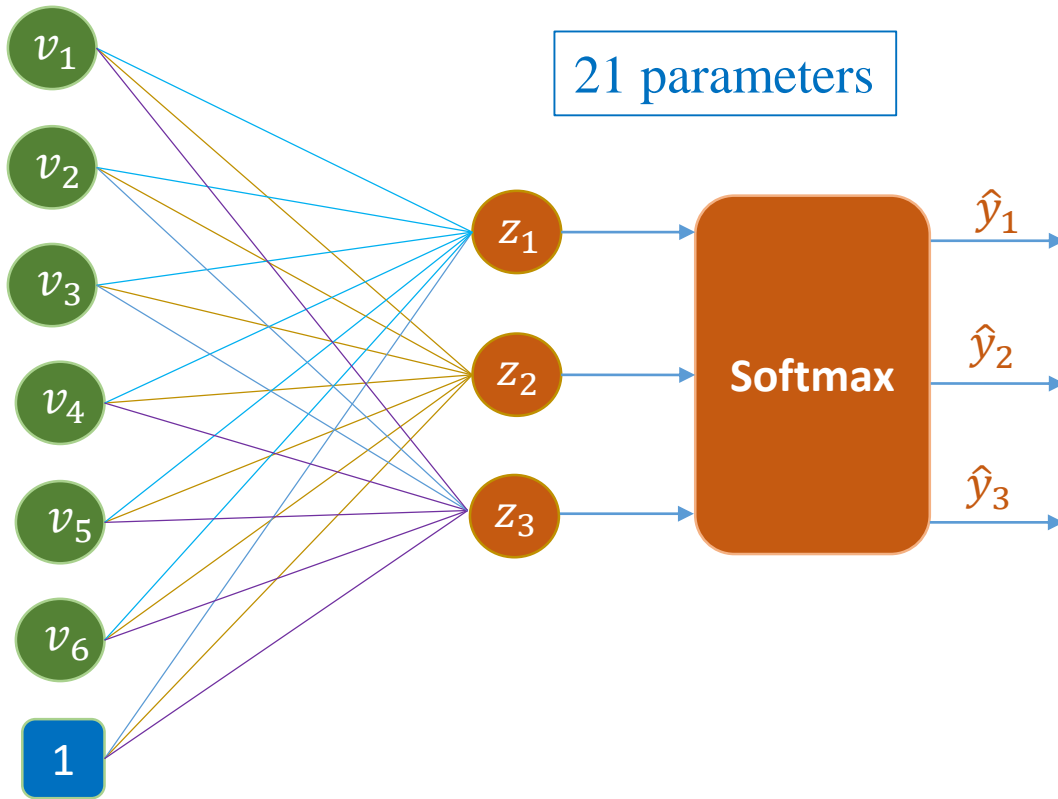 21 parameters
v₁
v₂
v₃
v₄
v₅
v₆
1
z₁
z₂
z₃
Softmax
ŷ₁
ŷ₂
ŷ₃